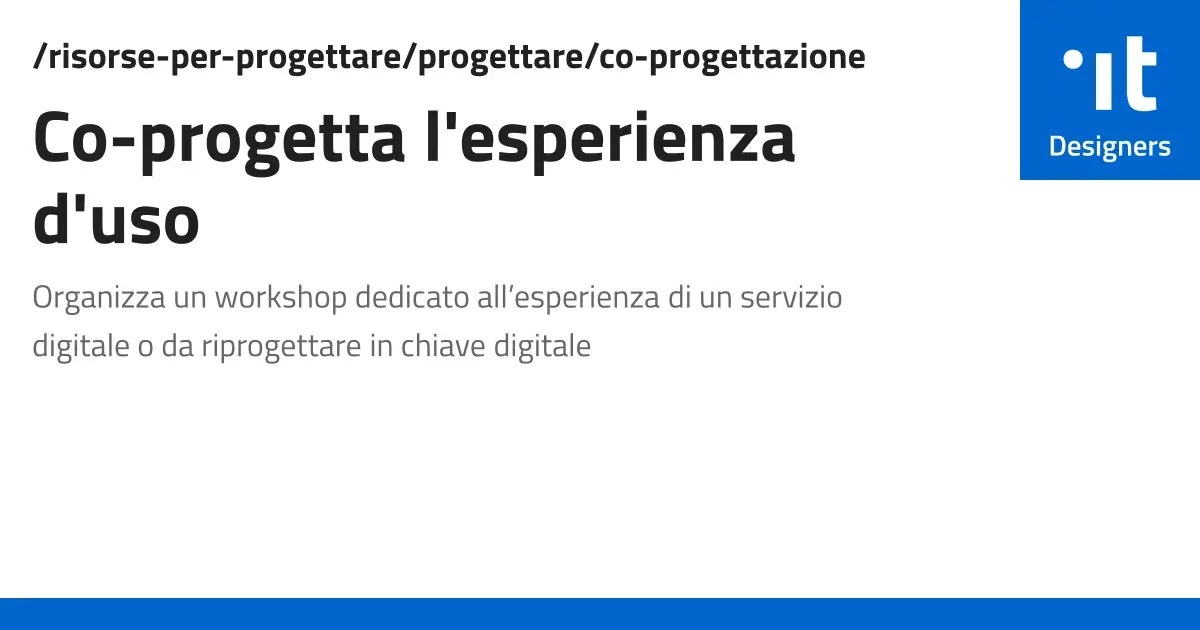 /risorse-per-progettare/progettare/co-progettazione
Co-progetta l'esperienza
d'uso
Organizza un workshop dedicato all’esperienza di un servizio
digitale o da riprogettare in chiave digitale
it
Designers